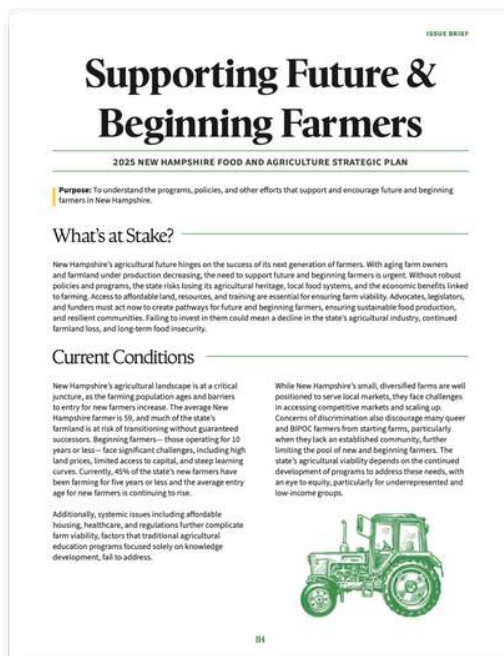 ISSUE BRIEF
Supporting Future &
Beginning Farmers
2025 NEW HAMPSHIRE FOOD AND AGRICULTURE STRATEGIC PLAN
Purpose: To understand the programs, policies, and other efforts that support and encourage future and beginning
farmers in New Hampshire.
What's at Stake?
New Hampshire's agricultural future hinges on the success of its next generation of farmers. With aging farm owners
and farmland under production decreasing, the need to support future and beginning farmers is urgent. Without robust
policies and programs, the state risks losing its agricultural heritage, local food systems, and the economic benefits linked
to farming. Access to affordable land, resources, and training are essential for ensuring farm viability. Advocates, legislators,
and funders must act now to create pathways for future and beginning farmers, ensuring sustainable food production,
and resilient communities. Failing to invest in them could mean a decline in the state's agricultural industry, continued
farmland loss, and long-term food insecurity.
Current Conditions
New Hampshire's agricultural landscape is at a critical
juncture, as the farming population ages and barriers
to entry for new farmers increase. The average New
Hampshire farmer is 59, and much of the state's
farmland is at risk of transitioning without guaranteed
successors. Beginning farmers— those operating for 10
years or less— face significant challenges, including high
land prices, limited access to capital, and steep learning
curves. Currently, 45% of the state's new farmers have
been farming for five years or less and the average entry
age for new farmers is continuing to rise.
Additionally, systemic issues including affordable
housing, healthcare, and regulations further complicate
farm viability, factors that traditional agricultural
education programs focused solely on knowledge
development, fail to address.
While New Hampshire's small, diversified farms are well
positioned to serve local markets, they face challenges
in accessing competitive markets and scaling up.
Concerns of discrimination also discourage many queer
and BIPOC farmers from starting farms, particularly
when they lack an established community, further
limiting the pool of new and beginning farmers. The
state's agricultural viability depends on the continued
development of programs to address these needs, with
an eye to equity, particularly for underrepresented and
low-income groups.
114